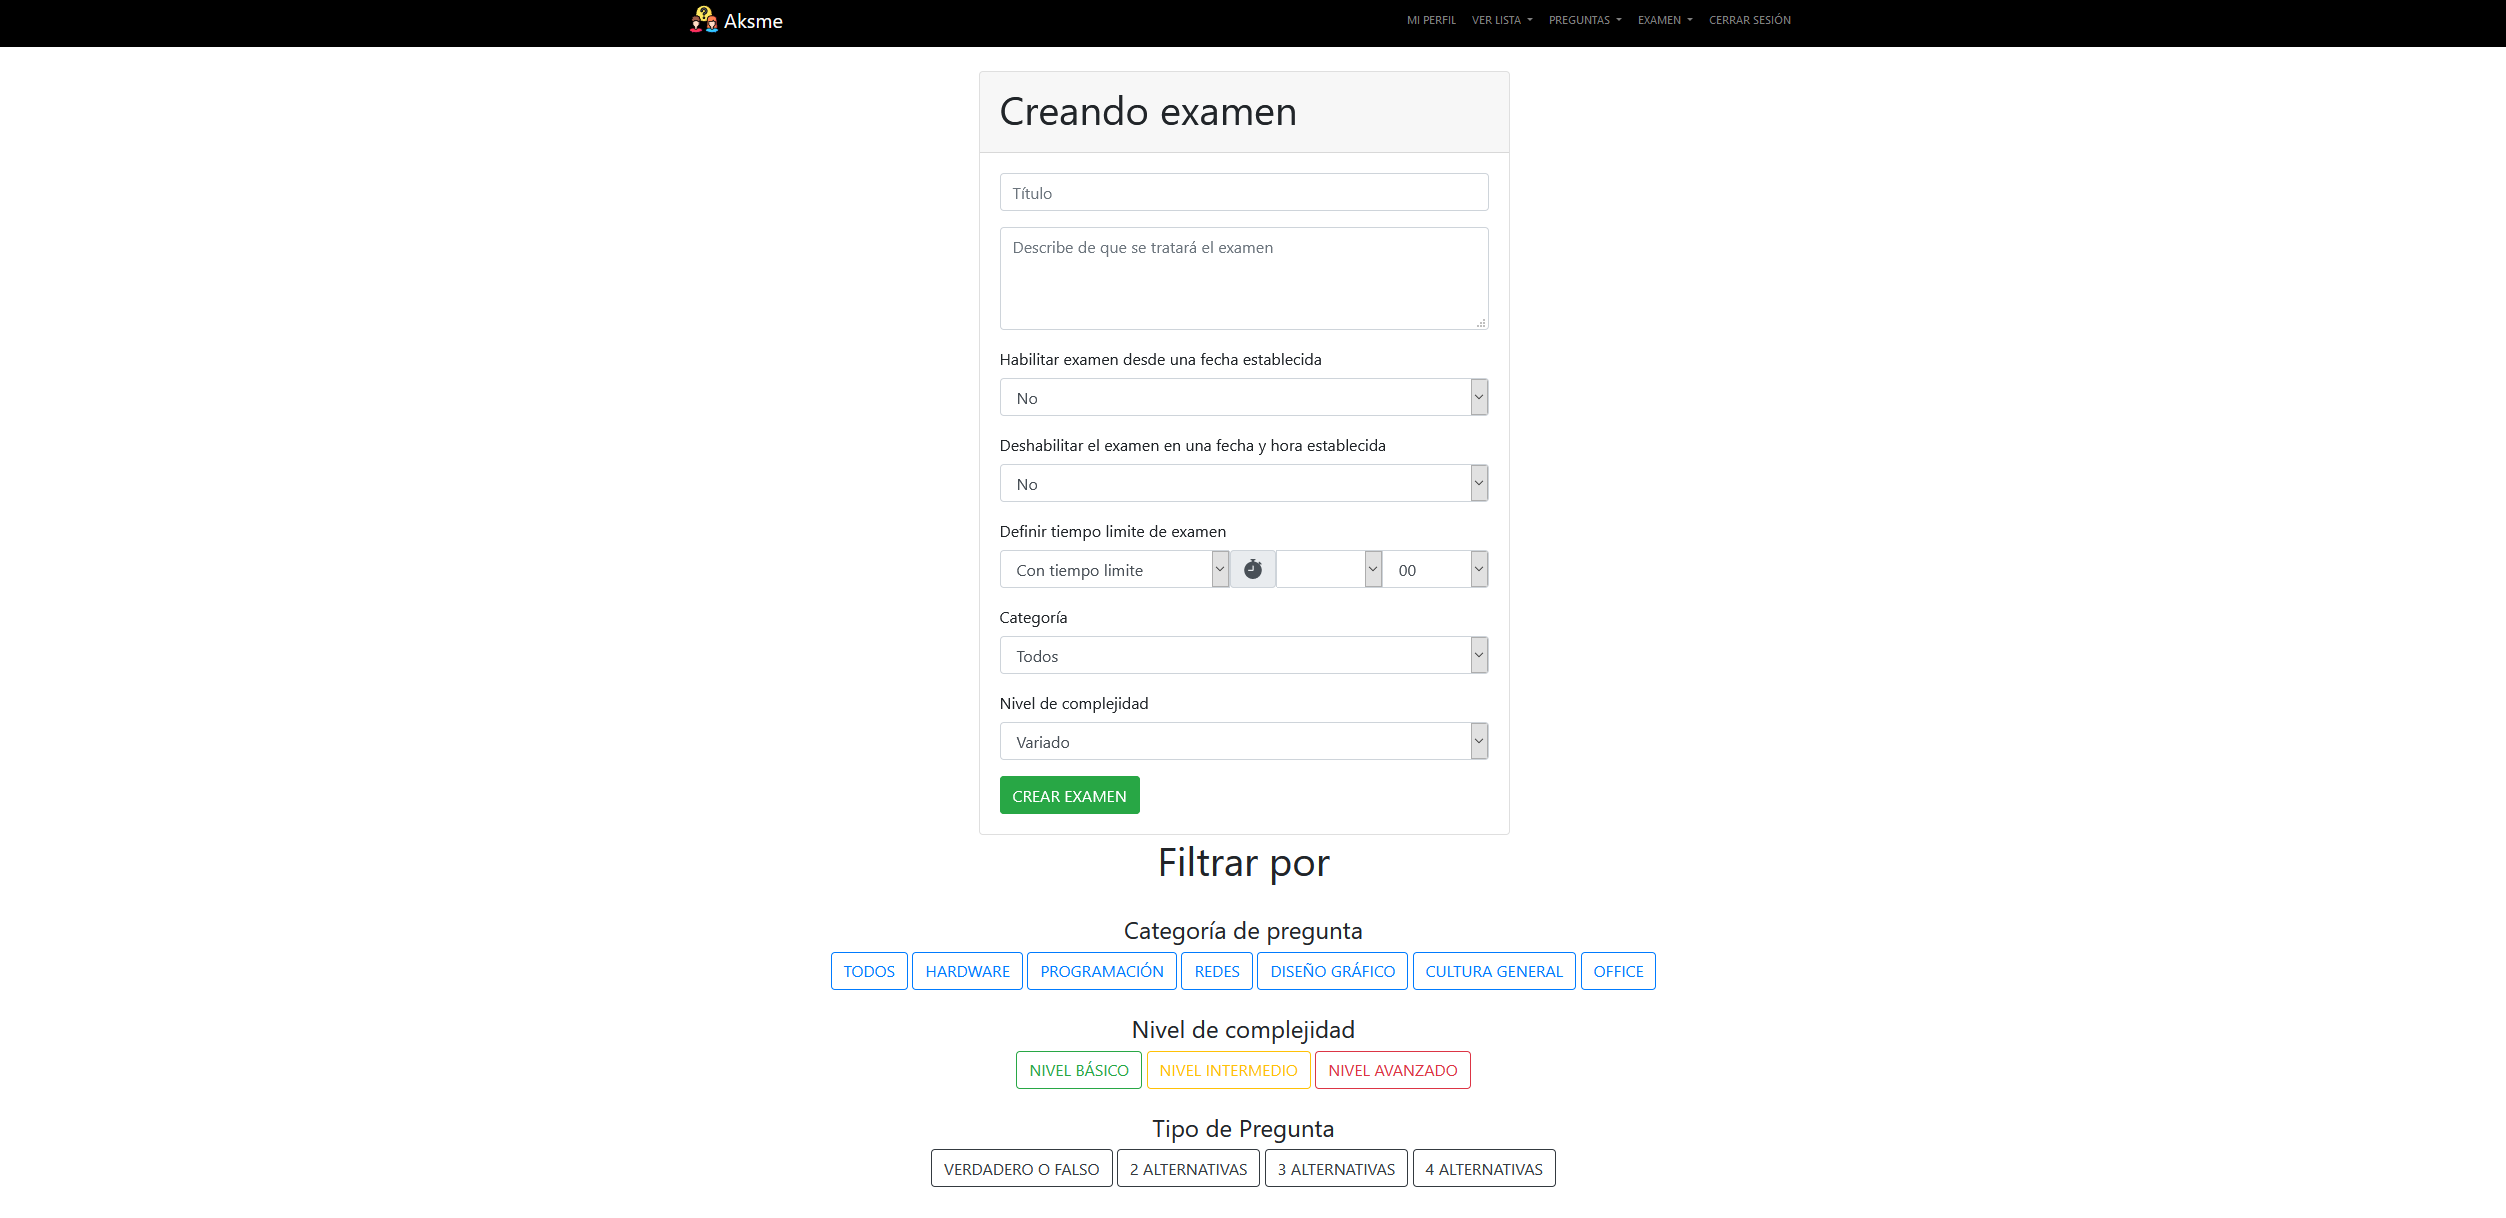 Aksme MI PERFIL VER LISTA PREGUNTAS EXAMEN CERRAR SESIÓN
Creando examen
Título
Describe de que se tratará el examen
Habilitar examen desde una fecha establecida
No
Deshabilitar el examen en una fecha y hora establecida
No
Definir tiempo limite de examen
Con tiempo limite 00
Categoría
Todos
Nivel de complejidad
Variado
CREAR EXAMEN
Filtrar por
Categoría de pregunta
TODOS HARDWARE PROGRAMACIÓN REDES DISEÑO GRÁFICO CULTURA GENERAL OFFICE
Nivel de complejidad
NIVEL BÁSICO NIVEL INTERMEDIO NIVEL AVANZADO
Tipo de Pregunta
VERDADERO O FALSO 2 ALTERNATIVAS 3 ALTERNATIVAS 4 ALTERNATIVAS